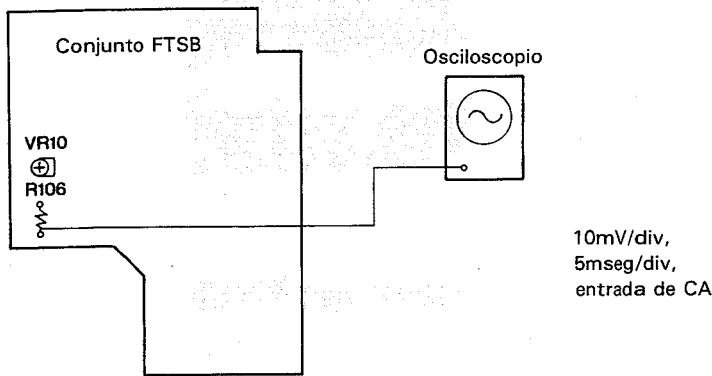 Conjunto FTSB
Osciloscopio
VR10
R106
10mV/div,
5mseg/div,
entrada de CA